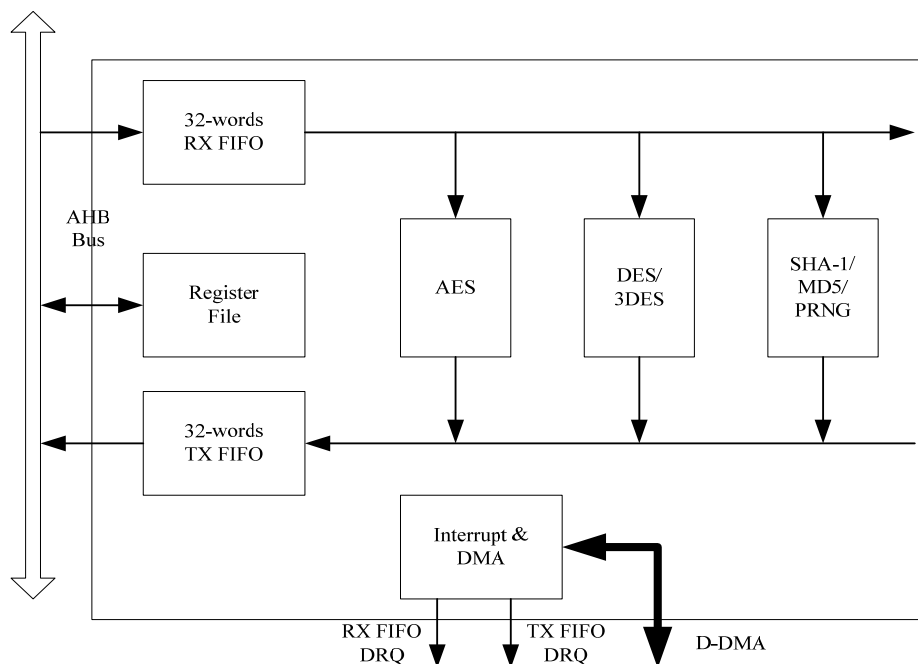 32-words
RX FIFO
AHB
Bus
Register
File
AES
DES/
3DES
SHA-1/
MD5/
PRNG
32-words
TX FIFO
Interrupt &
DMA
RX FIFO
DRQ
TX FIFO
DRQ
D-DMA